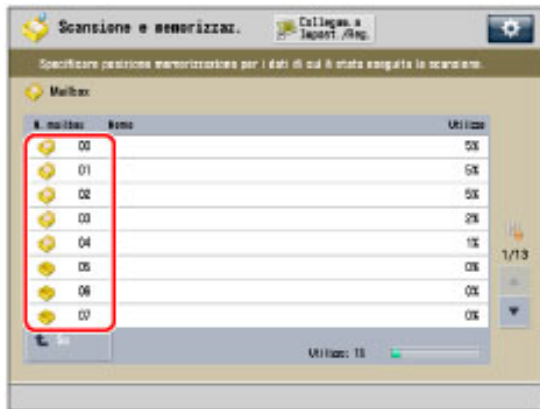 Scansione e memorizzaz.
Collegam. a
Impost./Reg.
Specificare posizione memorizzazione per i dati di cui è stata eseguita la scansione.
Mailbox
N. mailbox Nome Utilizzo
00 5%
01 5%
02 5%
03 2%
04 1%
05 0%
06 0%
07 0%
1/13
Su
Utilizzo: 1%